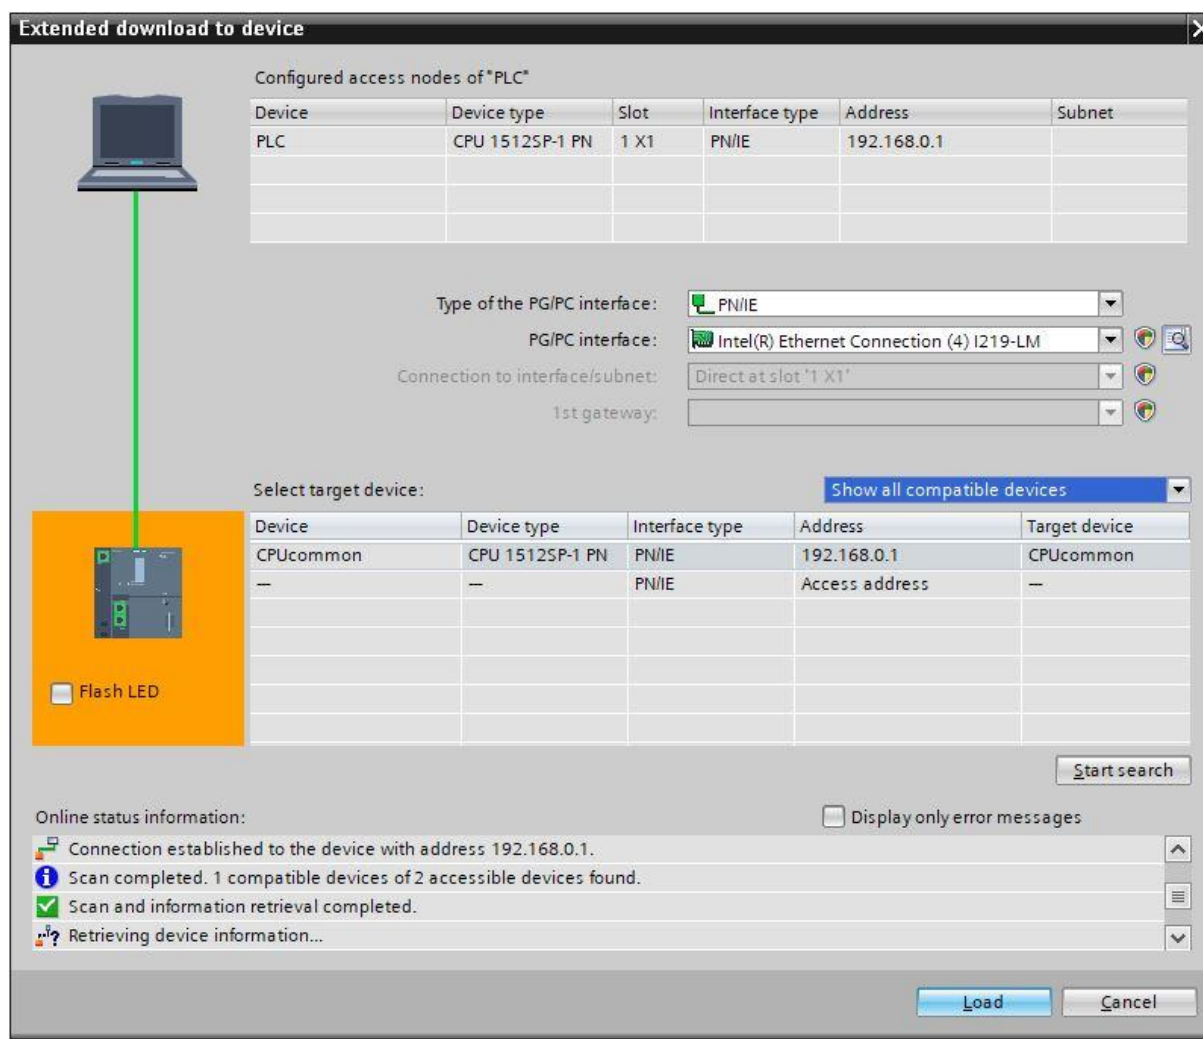 Extended download to device
Configured access nodes of "PLC"
Device Device type Slot Interface type Address Subnet
PLC CPU 1512SP-1 PN 1 X1 PN/IE 192.168.0.1
Type of the PG/PC interface: PN/IE
PG/PC interface: Intel(R) Ethernet Connection (4) I219-LM
Connection to interface/subnet: Direct at slot '1 X1'
1st gateway:
Select target device: Show all compatible devices
Device Device type Interface type Address Target device
CPUcommon CPU 1512SP-1 PN PN/IE 192.168.0.1 CPUcommon
— — PN/IE Access address —
Flash LED
Start search
Online status information: Display only error messages
Connection established to the device with address 192.168.0.1.
Scan completed. 1 compatible devices of 2 accessible devices found.
Scan and information retrieval completed.
Retrieving device information...
Load Cancel